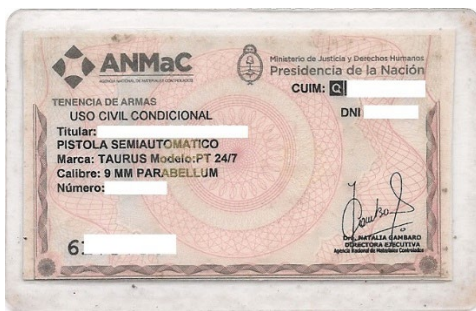 ANMaC
AGENCIA NACIONAL DE MATERIALES CONTROLADOS
Ministerio de Justicia y Derechos Humanos
Presidencia de la Nación
CUIM:
TENENCIA DE ARMAS
DNI
USO CIVIL CONDICIONAL
Titular:
PISTOLA SEMIAUTOMATICO
Marca: TAURUS Modelo:PT 24/7
Calibre: 9 MM PARABELLUM
Número:
Dra. NATALIA GAMBARO
DIRECTORA EJECUTIVA
Agencia Nacional de Materiales Controlados